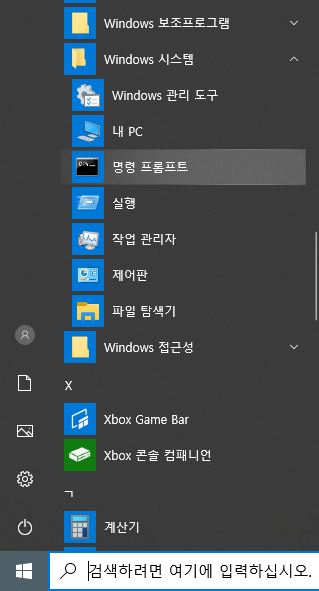 Windows 보조프로그램
Windows 시스템
Windows 관리 도구
내 PC
명령 프롬프트
실행
작업 관리자
제어판
파일 탐색기
Windows 접근성
X
Xbox Game Bar
Xbox 콘솔 컴패니언
ㄱ
계산기
검색하려면 여기에 입력하십시오.